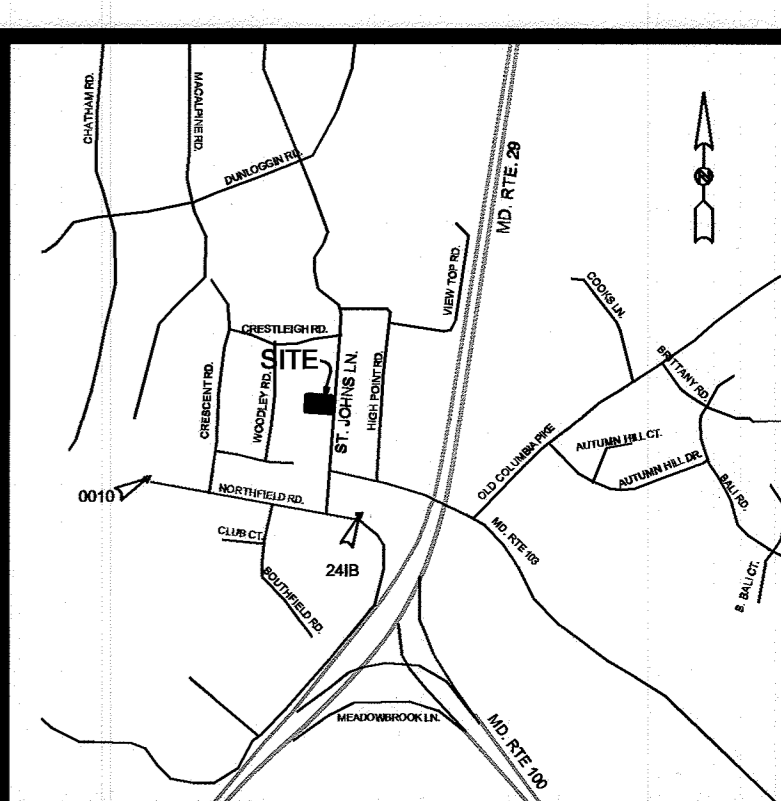 CHATHAM RD.
MACALPINE RD.
DUNLOGGIN RD.
MD. RTE. 29
VIEW TOP RD.
COOKS LN.
CRESTLEIGH RD.
SITE
BRITTANY RD.
CRESCENT RD.
WOODLEY RD.
ST. JOHNS LN.
HIGH POINT RD.
OLD COLUMBIA PIKE
AUTUMN HILL CT.
AUTUMN HILL DR.
BALI RD.
0010
NORTHFIELD RD.
CLUB CT.
24IB
MD. RTE 103
SOUTHFIELD RD.
B. BALI CT.
MEADOWBROOK LN.
MD. RTE 100